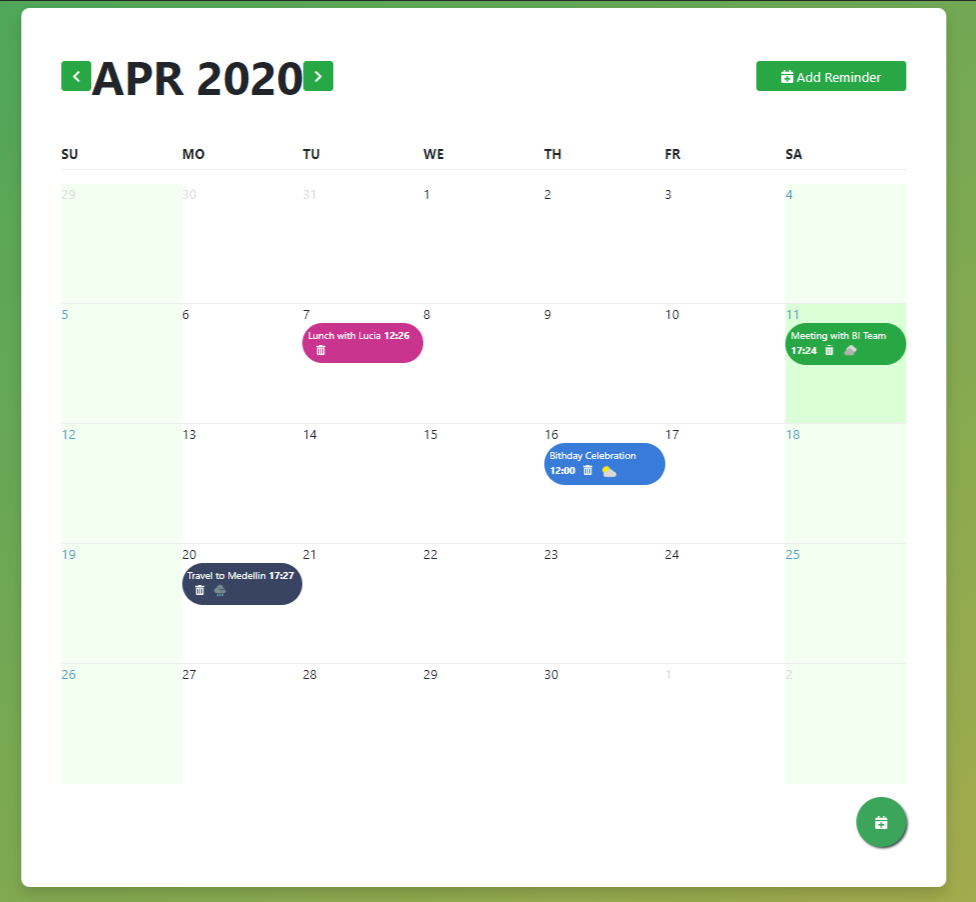 APR 2020
Add Reminder
SU MO TU WE TH FR SA
29 30 31 1 2 3 4
5 6 7 8 9 10 11
Lunch with Lucia 12:26
Meeting with BI Team
17:24
12 13 14 15 16 17 18
Bithday Celebration
12:00
19 20 21 22 23 24 25
Travel to Medellin 17:27
26 27 28 29 30 1 2